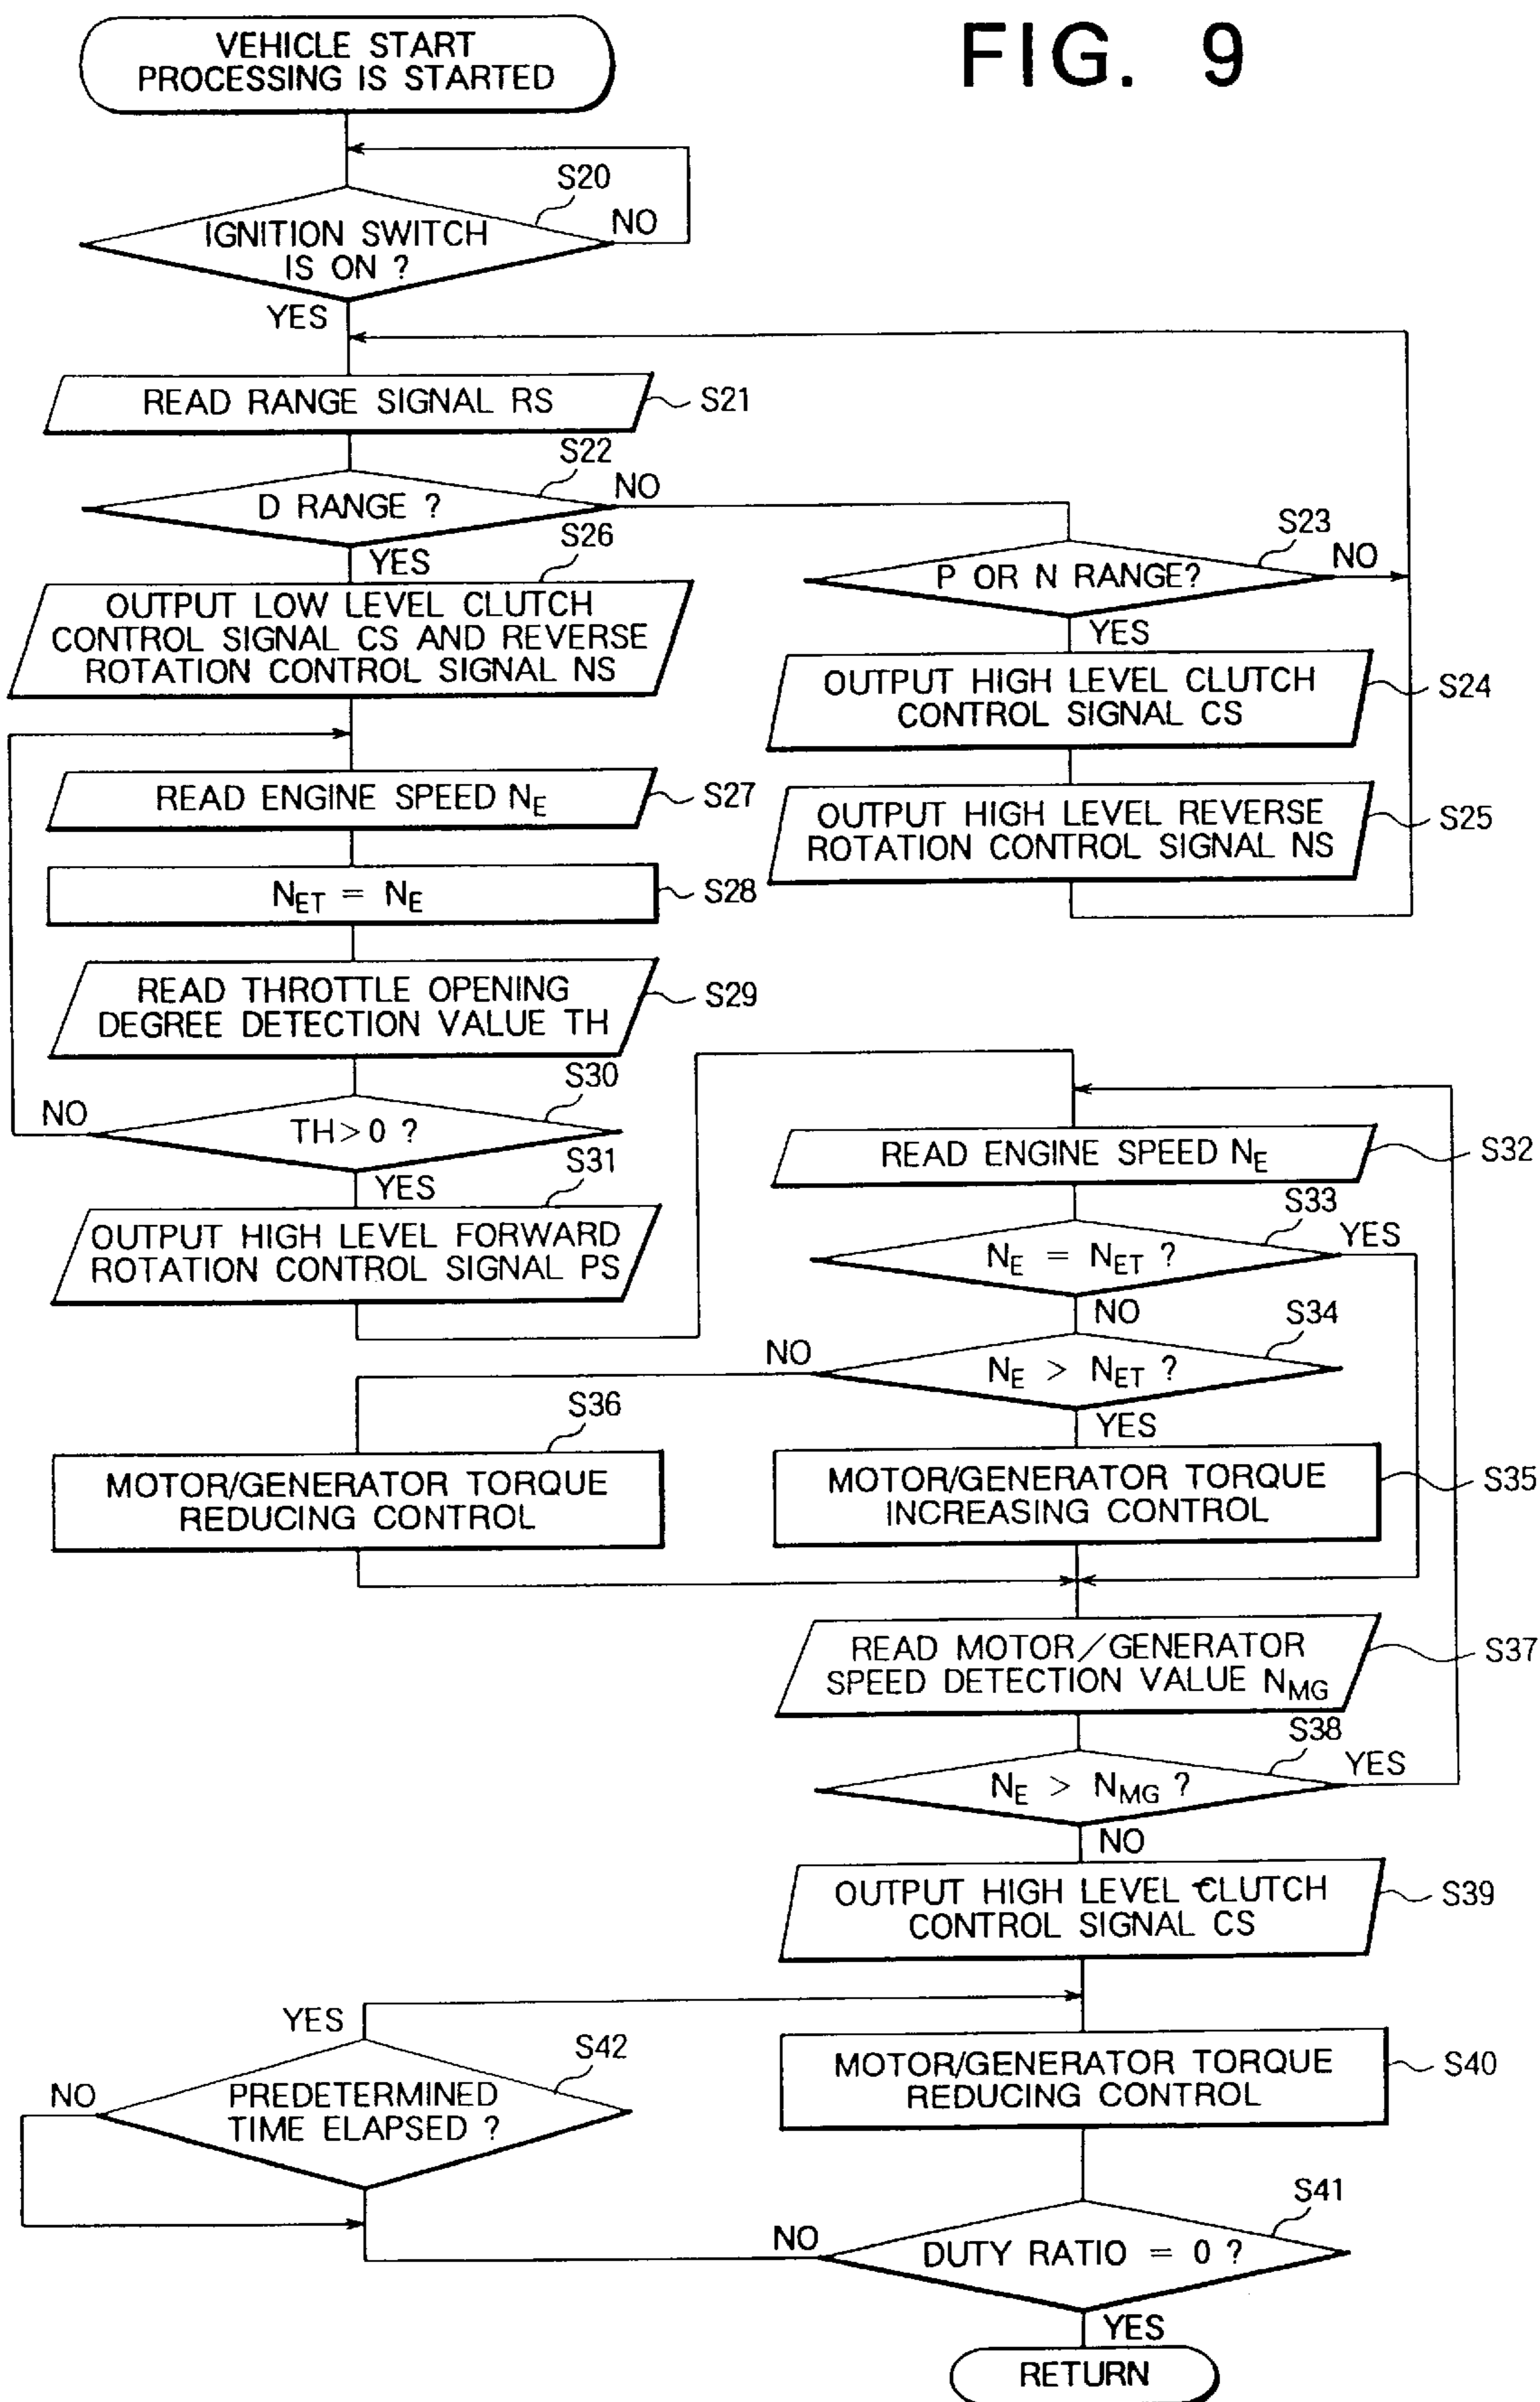 FIG. 9
VEHICLE START
PROCESSING IS STARTED
S20
IGNITION SWITCH
IS ON ?
NO
YES
READ RANGE SIGNAL RS
S21
S22
D RANGE ?
NO
YES
S23
P OR N RANGE?
NO
YES
OUTPUT HIGH LEVEL CLUTCH
CONTROL SIGNAL CS
S24
OUTPUT HIGH LEVEL REVERSE
ROTATION CONTROL SIGNAL NS
S25
S26
OUTPUT LOW LEVEL CLUTCH
CONTROL SIGNAL CS AND REVERSE
ROTATION CONTROL SIGNAL NS
READ ENGINE SPEED NE
S27
NET = NE
S28
READ THROTTLE OPENING
DEGREE DETECTION VALUE TH
S29
S30
TH>0 ?
NO
YES
S31
OUTPUT HIGH LEVEL FORWARD
ROTATION CONTROL SIGNAL PS
READ ENGINE SPEED NE
S32
S33
NE = NET ?
YES
NO
S34
NE > NET ?
NO
YES
S36
MOTOR/GENERATOR TORQUE
REDUCING CONTROL
MOTOR/GENERATOR TORQUE
INCREASING CONTROL
S35
READ MOTOR/GENERATOR
SPEED DETECTION VALUE NMG
S37
S38
NE > NMG ?
YES
NO
OUTPUT HIGH LEVEL CLUTCH
CONTROL SIGNAL CS
S39
MOTOR/GENERATOR TORQUE
REDUCING CONTROL
S40
S41
DUTY RATIO = 0 ?
NO
YES
YES
S42
PREDETERMINED
TIME ELAPSED ?
NO
RETURN